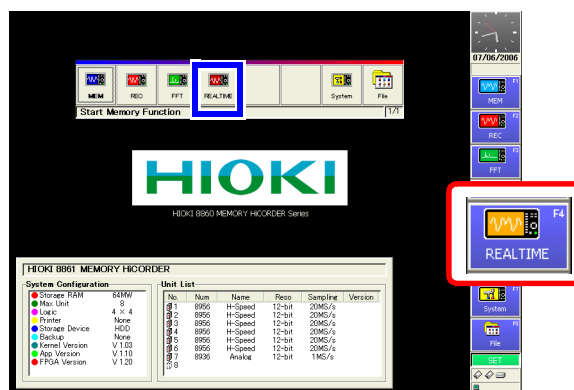 07/06/2006
F1
MEM
F2
REC
F3
FFT
F4
REALTIME
F7
System
F8
File
SET
MEM REC FFT REALTIME System File
Start Memory Function 1/1
HIOKI
HIOKI 8860 MEMORY HiCORDER Series
HIOKI 8861 MEMORY HiCORDER
System Configuration
Storage RAM 64MW
Max Unit 8
Logic 4 × 4
Printer None
Storage Device HDD
Backup None
Kernel Version V 1.03
App Version V 1.10
FPGA Version V 1.20
Unit List
No. Num Name Reso Sampling Version
1 8956 H-Speed 12-bit 20MS/s
2 8956 H-Speed 12-bit 20MS/s
3 8956 H-Speed 12-bit 20MS/s
4 8956 H-Speed 12-bit 20MS/s
5 8956 H-Speed 12-bit 20MS/s
6 8956 H-Speed 12-bit 20MS/s
7 8936 Analog 12-bit 1MS/s
8